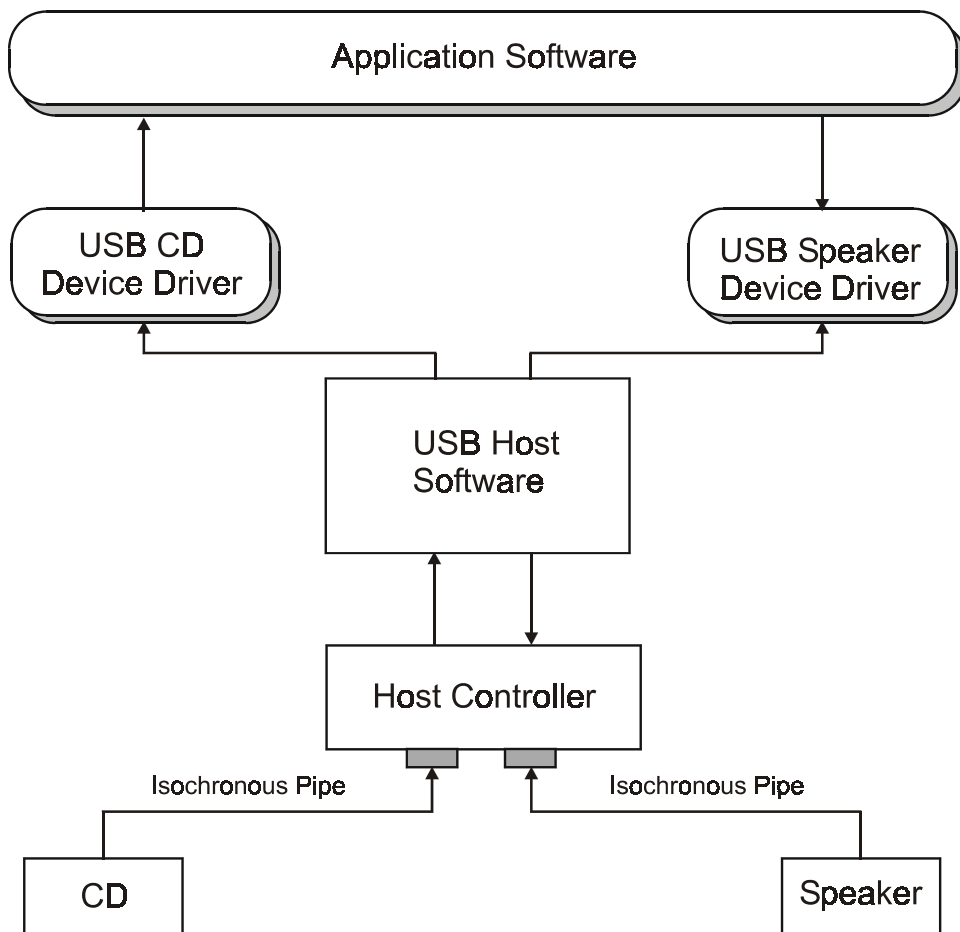 Application Software
USB CD
Device Driver
USB Speaker
Device Driver
USB Host
Software
Host Controller
Isochronous Pipe
Isochronous Pipe
CD
Speaker